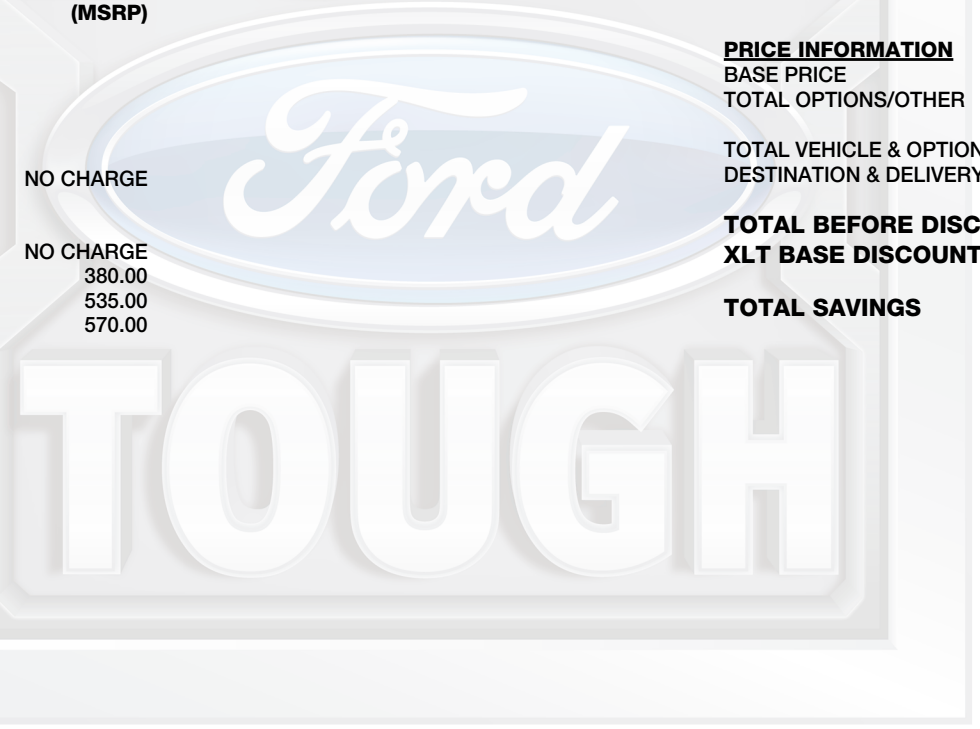 (MSRP)
NO CHARGE
NO CHARGE
380.00
535.00
570.00
Ford
TOUGH
PRICE INFORMATION
BASE PRICE
TOTAL OPTIONS/OTHER
TOTAL VEHICLE & OPTION
DESTINATION & DELIVERY
TOTAL BEFORE DISC
XLT BASE DISCOUNT
TOTAL SAVINGS